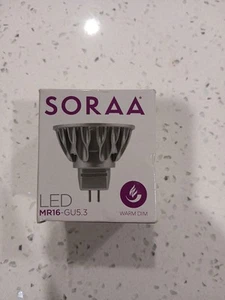 SORAA
LED
MR16-GU5.3
WARM DIM